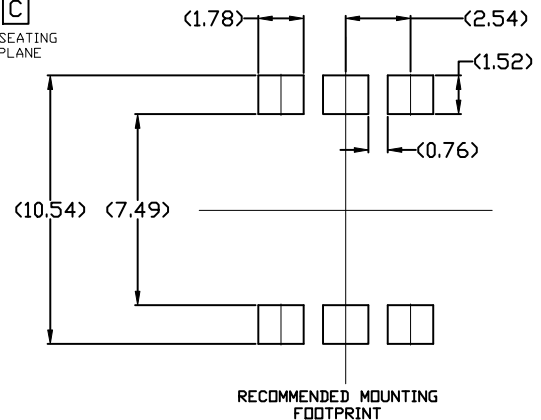 C
SEATING
PLANE
(1.78)
(2.54)
(1.52)
(0.76)
(10.54)
(7.49)
RECOMMENDED MOUNTING
FOOTPRINT